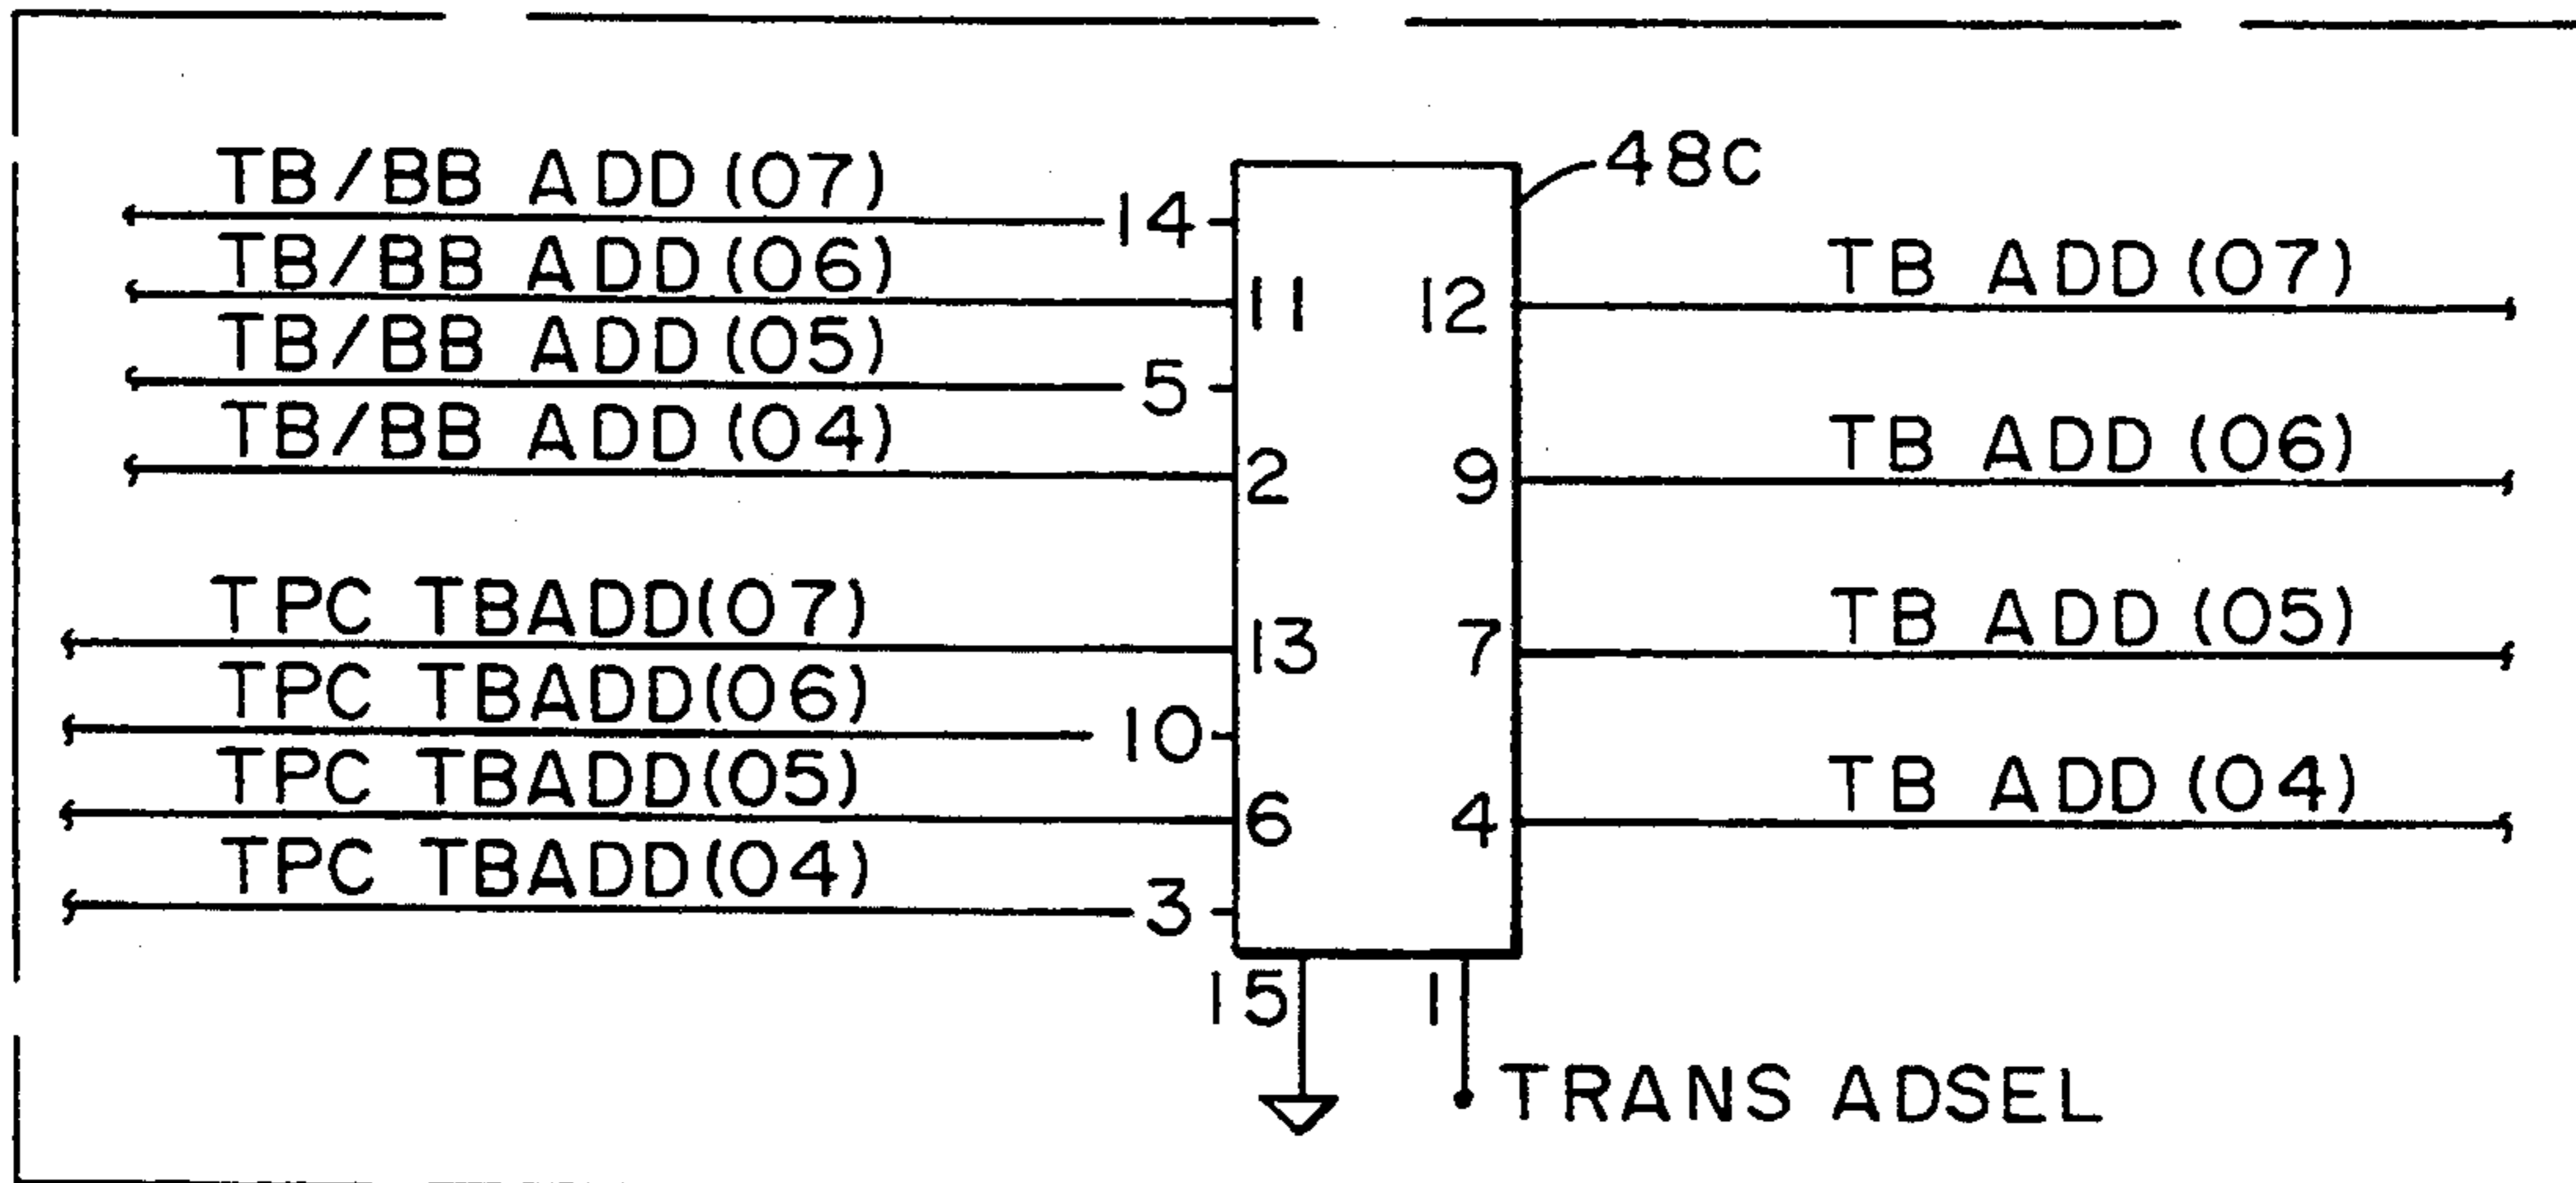 48C
TB/BB ADD (07)
14
TB/BB ADD (06)
11
12
TB ADD (07)
TB/BB ADD (05)
5
TB/BB ADD (04)
2
9
TB ADD (06)
TPC TBADD(07)
13
7
TB ADD (05)
TPC TBADD(06)
10
TPC TBADD(05)
6
4
TB ADD (04)
TPC TBADD(04)
3
15
1
TRANS ADSEL